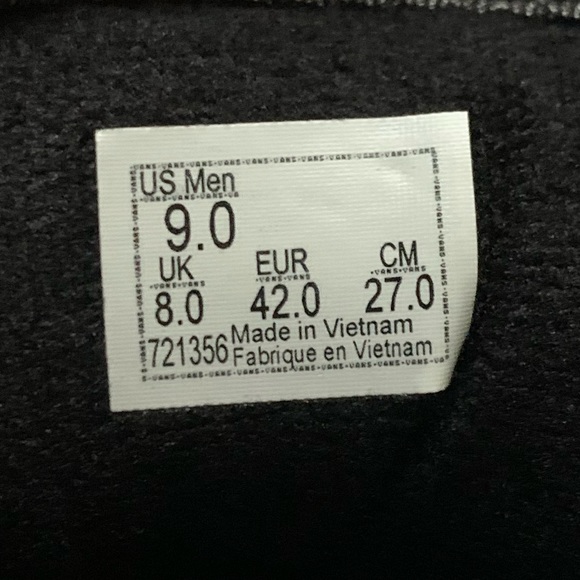 US Men
9.0
UK EUR CM
8.0 42.0 27.0
721356 Made in Vietnam
Fabrique en Vietnam